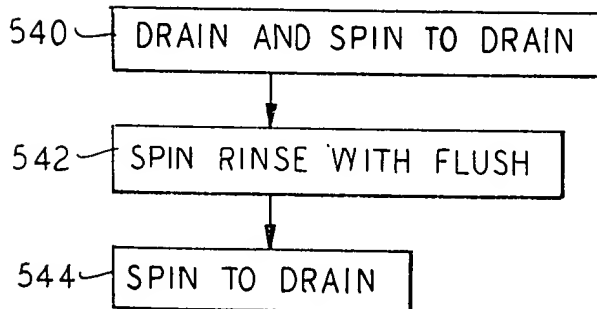 540 DRAIN AND SPIN TO DRAIN
542 SPIN RINSE WITH FLUSH
544 SPIN TO DRAIN